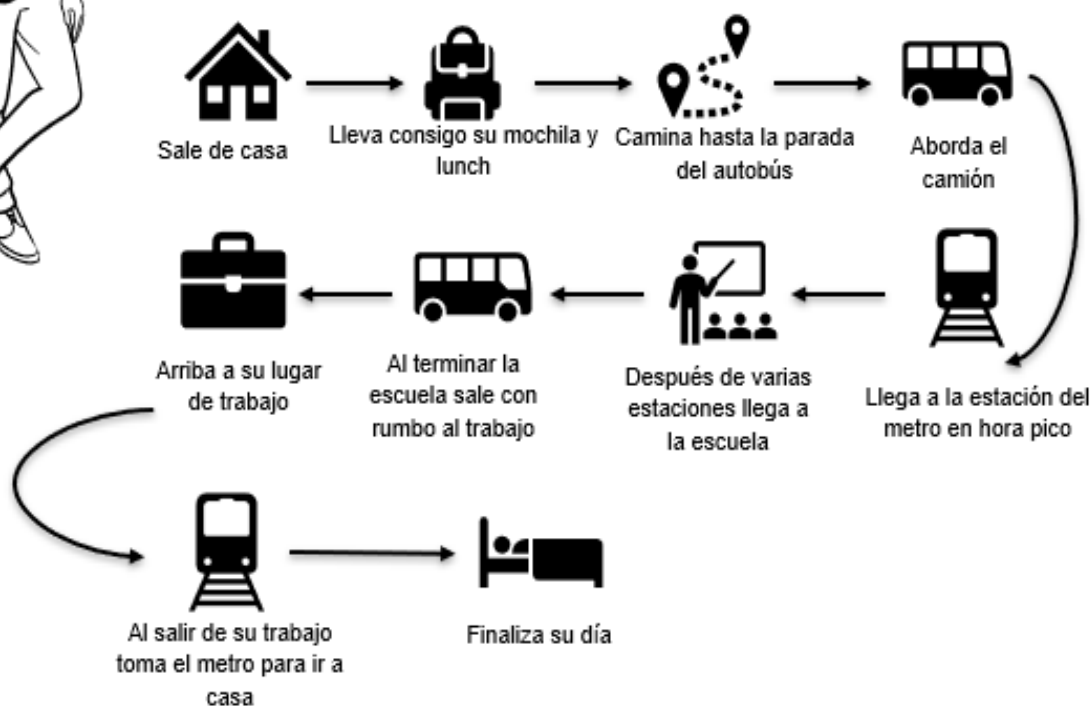 Sale de casa
Lleva consigo su mochila y
lunch
Camina hasta la parada
del autobús
Aborda el
camión
Llega a la estación del
metro en hora pico
Después de varias
estaciones llega a
la escuela
Al terminar la
escuela sale con
rumbo al trabajo
Arriba a su lugar
de trabajo
Al salir de su trabajo
toma el metro para ir a
casa
Finaliza su día